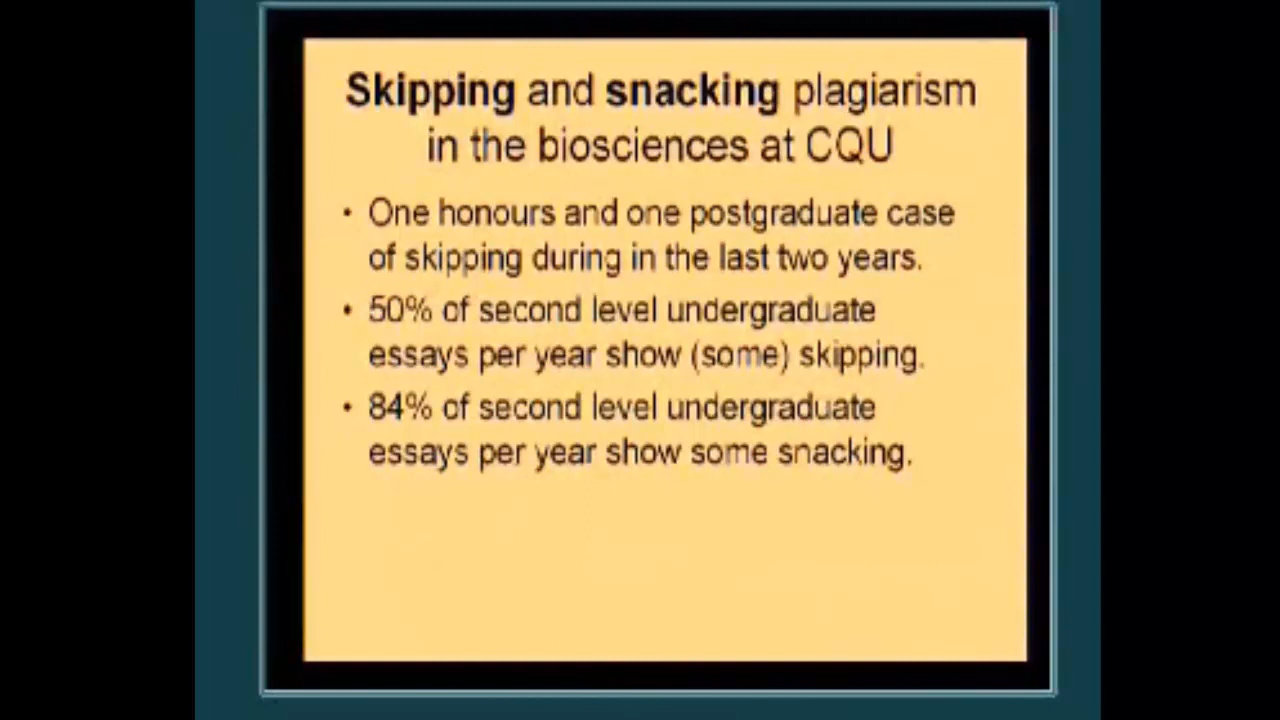 Skipping and snacking plagiarism
in the biosciences at CQU
• One honours and one postgraduate case
of skipping during in the last two years.
• 50% of second level undergraduate
essays per year show (some) skipping.
• 84% of second level undergraduate
essays per year show some snacking.